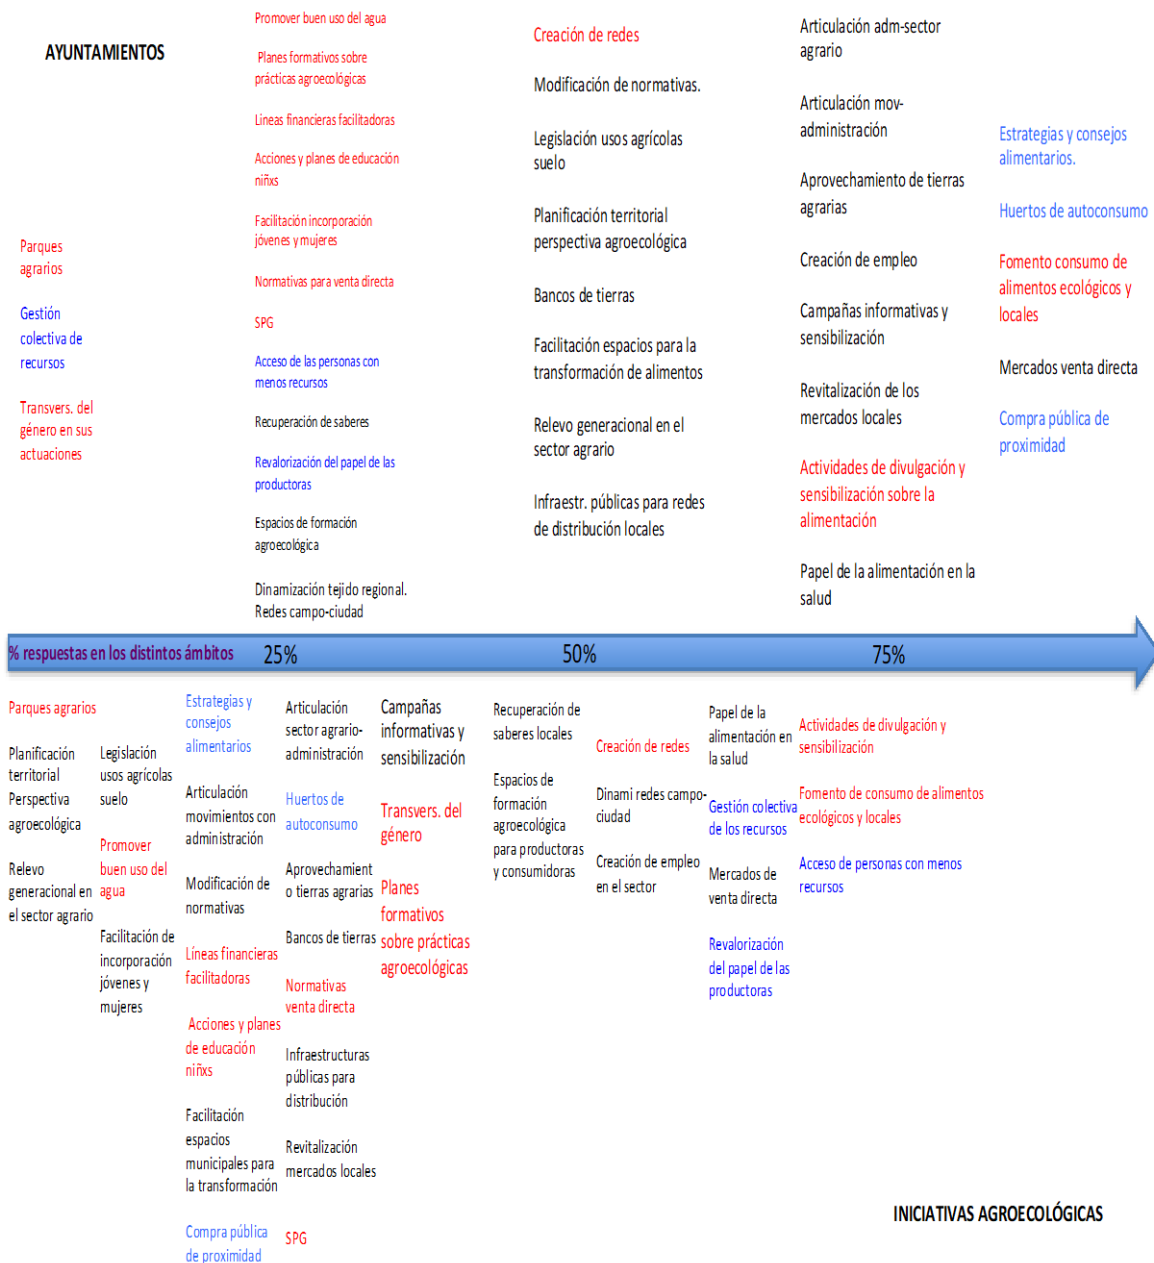 AYUNTAMIENTOS
Parques
agrarios
Gestión
colectiva de
recursos
Transvers. del
género en sus
actuaciones
Promover buen uso del agua
Planes formativos sobre
prácticas agroecológicas
Lineas financieras facilitadoras
Acciones y planes de educación
niñxs
Facilitación incorporación
jóvenes y mujeres
Normativas para venta directa
SPG
Acceso de las personas con
menos recursos
Recuperación de saberes
Revalorización del papel de las
productoras
Espacios de formación
agroecológica
Dinamización tejido regional.
Redes campo-ciudad
Creación de redes
Modificación de normativas.
Legislación usos agrícolas
suelo
Planificación territorial
perspectiva agroecológica
Bancos de tierras
Facilitación espacios para la
transformación de alimentos
Relevo generacional en el
sector agrario
Infraestr. públicas para redes
de distribución locales
Articulación adm-sector
agrario
Articulación mov-
administración
Aprovechamiento de tierras
agrarias
Creación de empleo
Campañas informativas y
sensibilización
Revitalización de los
mercados locales
Actividades de divulgación y
sensibilización sobre la
alimentación
Papel de la alimentación en la
salud
Estrategias y consejos
alimentarios.
Huertos de autoconsumo
Fomento consumo de
alimentos ecológicos y
locales
Mercados venta directa
Compra pública de
proximidad
% respuestas en los distintos ámbitos 25% 50% 75%
Parques agrarios
Planificación
territorial
Perspectiva
agroecológica
Relevo
generacional en
el sector agrario
Legislación
usos agrícolas
suelo
Promover
buen uso del
agua
Facilitación de
incorporación
jóvenes y
mujeres
Estrategias y
consejos
alimentarios
Articulación
movimientos con
administración
Modificación de
normativas
Líneas financieras
facilitadoras
Acciones y planes
de educación
niñxs
Facilitación
espacios
municipales para
la transformación
Compra pública
de proximidad
Articulación
sector agrario-
administración
Huertos de
autoconsumo
Aprovechamient
o tierras agrarias
Bancos de tierras
Normativas
venta directa
Infraestructuras
públicas para
distribución
Revitalización
mercados locales
SPG
Campañas
informativas y
sensibilización
Transvers. del
género
Planes
formativos
sobre prácticas
agroecológicas
Recuperación de
saberes locales
Espacios de
formación
agroecológica
para productoras
y consumidoras
Creación de redes
Dinami redes campo-
ciudad
Creación de empleo
en el sector
Papel de la
alimentación en
la salud
Gestión colectiva
de los recursos
Mercados de
venta directa
Revalorización
del papel de las
productoras
Actividades de divulgación y
sensibilización
Fomento de consumo de alimentos
ecológicos y locales
Acceso de personas con menos
recursos
INICIATIVAS AGROECOLÓGICAS